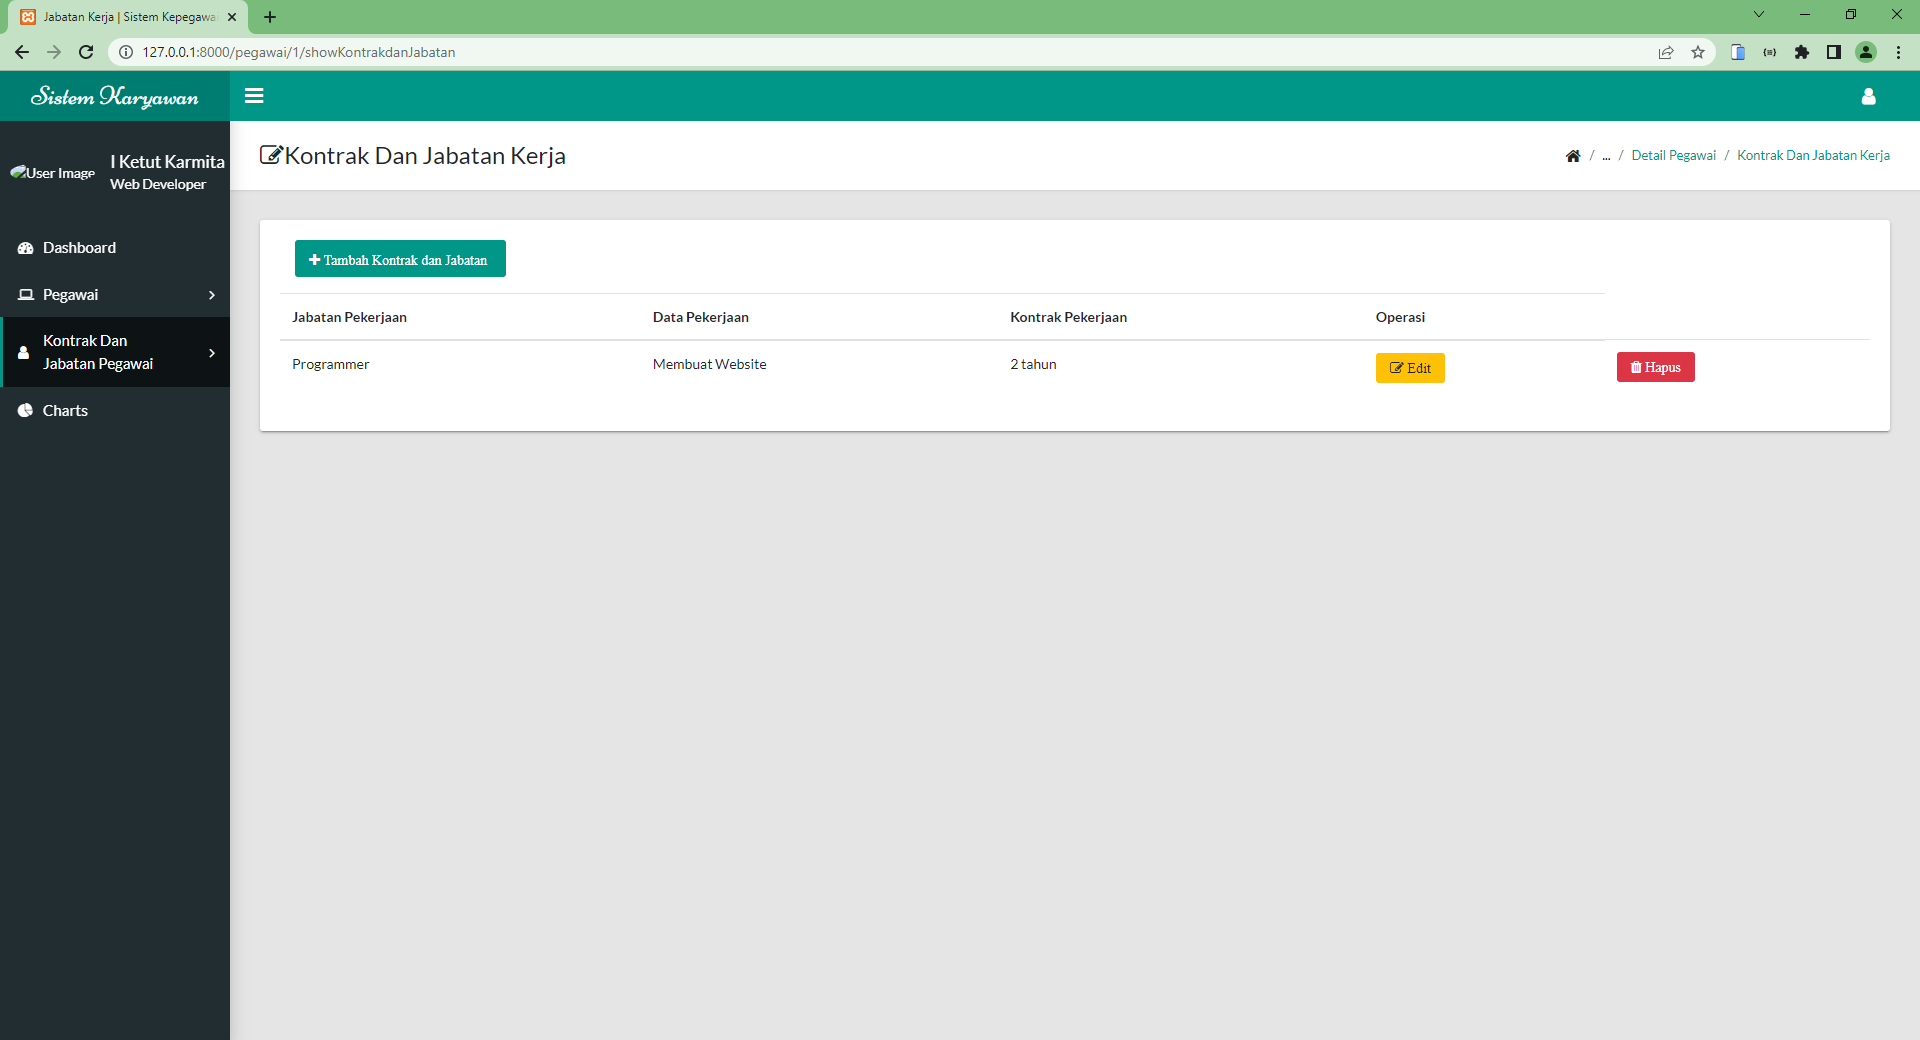 Jabatan Kerja | Sistem Kepegawa
127.0.0.1:8000/pegawai/1/showKontrakdanJabatan
Sistem Karyawan
User Image
I Ketut Karmita
Web Developer
Dashboard
Pegawai
Kontrak Dan
Jabatan Pegawai
Charts
Kontrak Dan Jabatan Kerja
/ ... / Detail Pegawai / Kontrak Dan Jabatan Kerja
Tambah Kontrak dan Jabatan
Jabatan Pekerjaan Data Pekerjaan Kontrak Pekerjaan Operasi
Programmer Membuat Website 2 tahun Edit Hapus